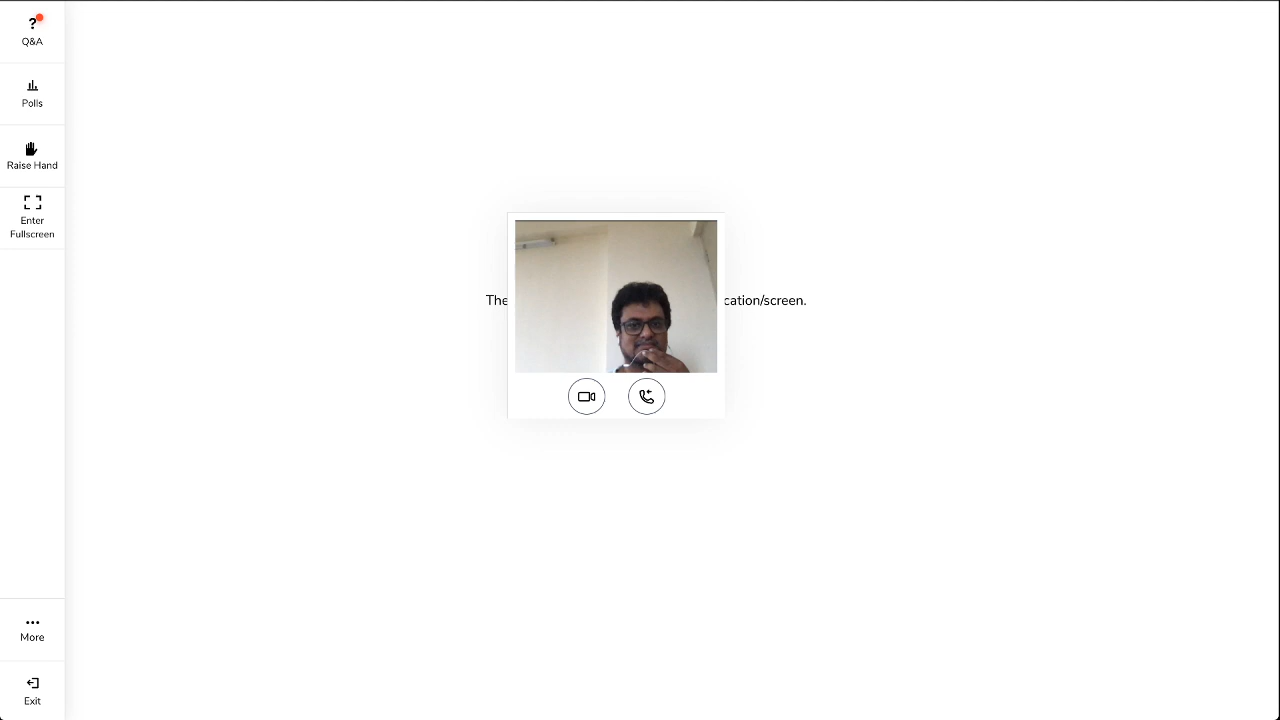 Q&A
Polls
Raise Hand
Enter
Fullscreen
The
cation/screen.
More
Exit